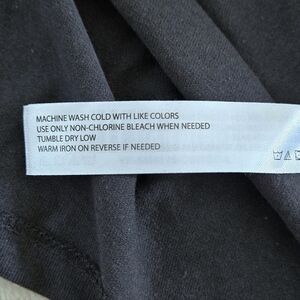 MACHINE WASH COLD WITH LIKE COLORS
USE ONLY NON-CHLORINE BLEACH WHEN NEEDED
TUMBLE DRY LOW
WARM IRON ON REVERSE IF NEEDED